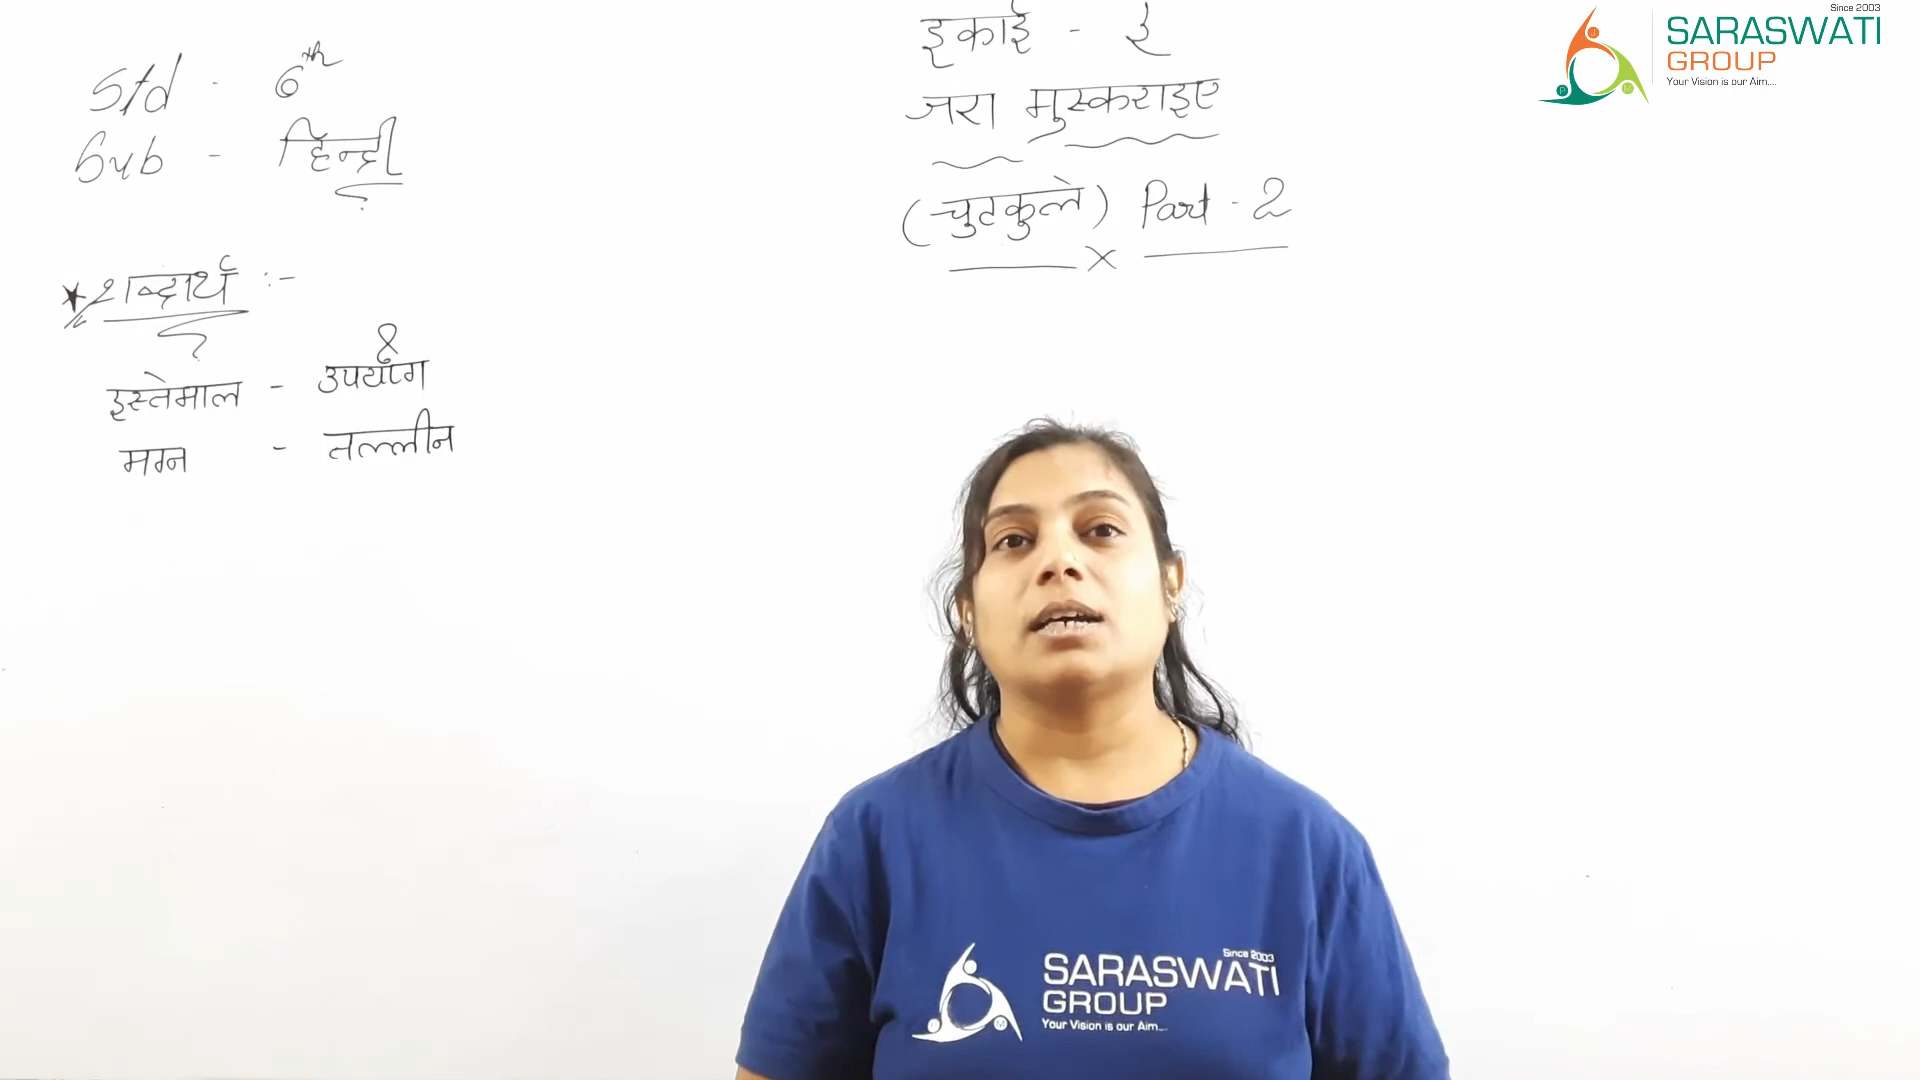 Std - 6th
Sub - हिन्दी
इकाई - ३
जरा मुस्कराइए
(चुटकुले) Part - 2
शब्दार्थ :-
इस्तेमाल - उपयोग
मग्न - तल्लीन
Since 2003
SARASWATI
GROUP
Your Vision is our Aim....
Since 2003
SARASWATI
GROUP
Your Vision is our Aim....